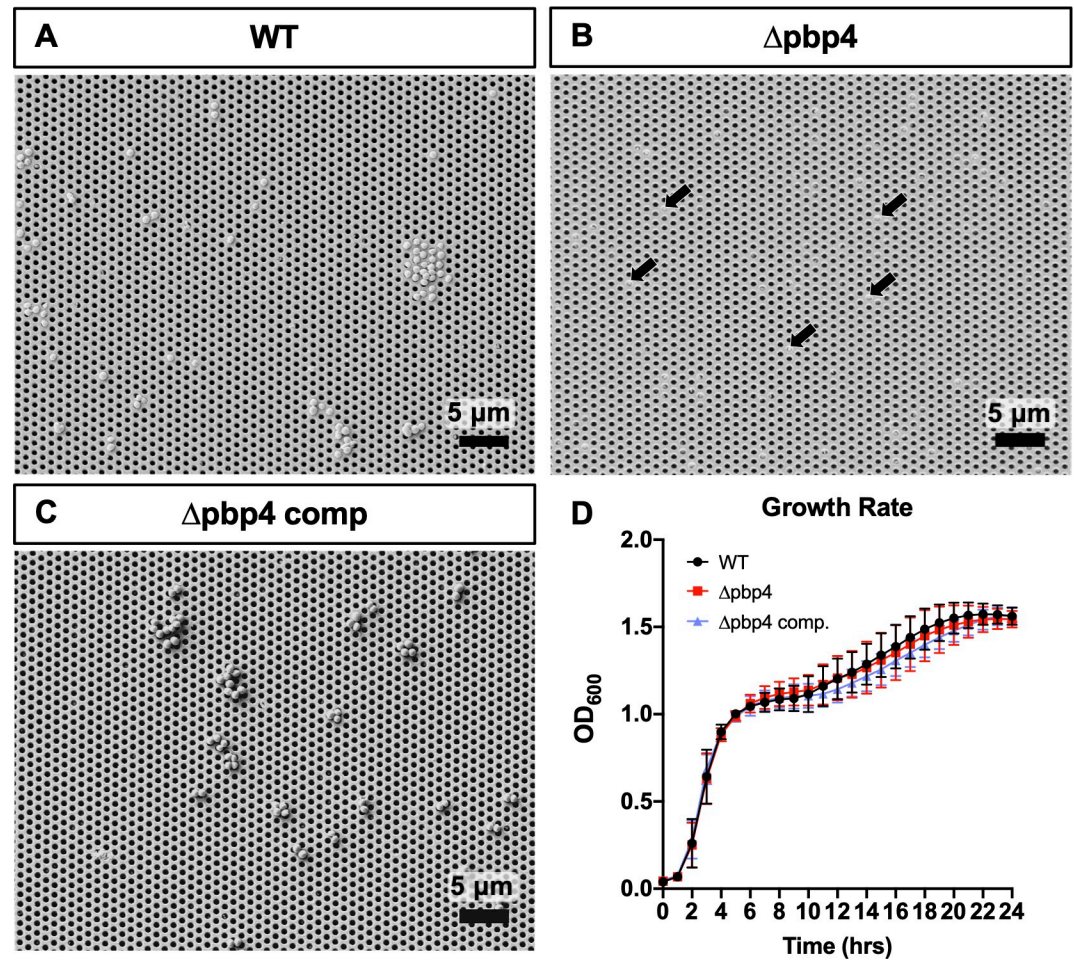 A WT
B Δpbp4
5 µm
5 µm
C Δpbp4 comp
5 µm
D Growth Rate
WT
Δpbp4
Δpbp4 comp.
2.0
1.5
1.0
0.5
0.0
OD600
0 2 4 6 8 10 12 14 16 18 20 22 24
Time (hrs)